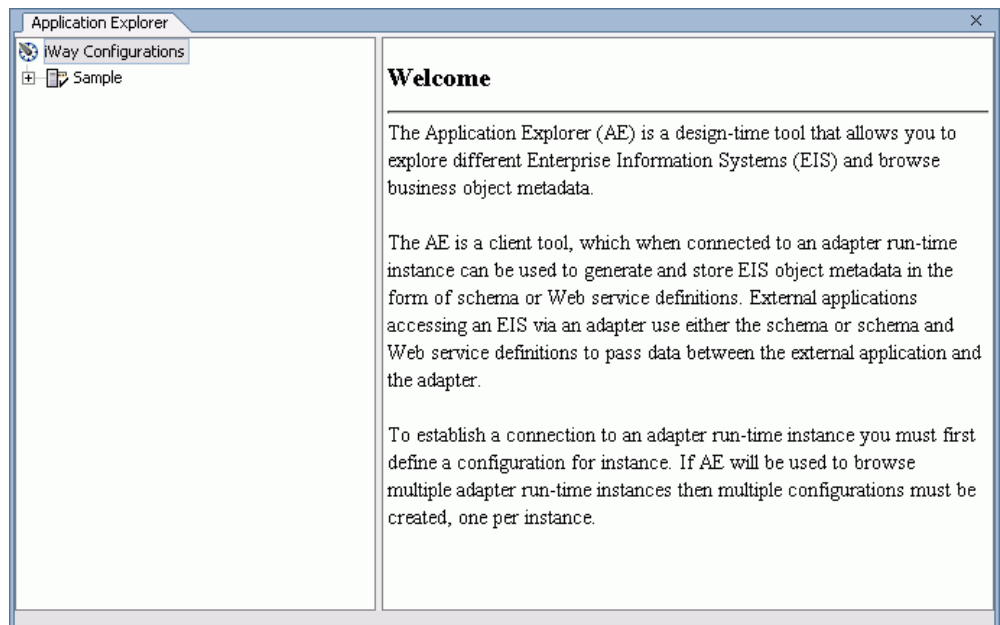 Application Explorer
iWay Configurations
Sample
Welcome
The Application Explorer (AE) is a design-time tool that allows you to
explore different Enterprise Information Systems (EIS) and browse
business object metadata.
The AE is a client tool, which when connected to an adapter run-time
instance can be used to generate and store EIS object metadata in the
form of schema or Web service definitions. External applications
accessing an EIS via an adapter use either the schema or schema and
Web service definitions to pass data between the external application and
the adapter.
To establish a connection to an adapter run-time instance you must first
define a configuration for instance. If AE will be used to browse
multiple adapter run-time instances then multiple configurations must be
created, one per instance.